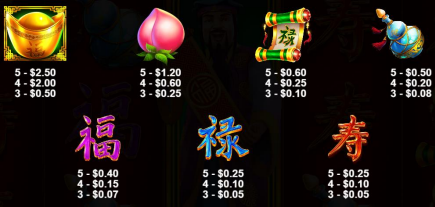 禄
5 - $2.50
4 - $2.00
3 - $0.50
5 - $1.20
4 - $0.60
3 - $0.25
5 - $0.60
4 - $0.25
3 - $0.10
5 - $0.50
4 - $0.20
3 - $0.08
福
5 - $0.40
4 - $0.15
3 - $0.07
禄
5 - $0.25
4 - $0.10
3 - $0.05
寿
5 - $0.25
4 - $0.10
3 - $0.05